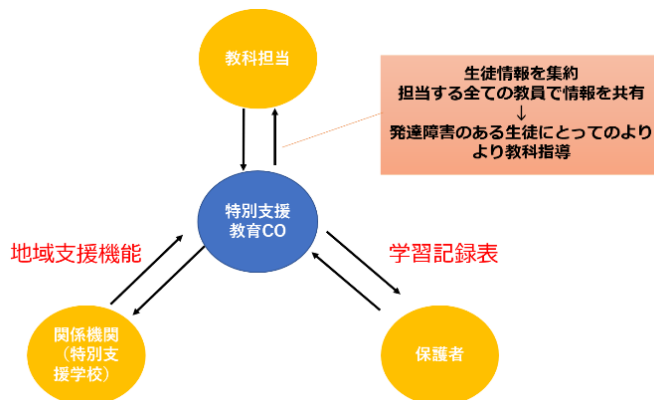 教科担当
生徒情報を集約
担当する全ての教員で情報を共有
↓
発達障害のある生徒にとってのより
より教科指導
特別支援
教育CO
地域支援機能
学習記録表
関係機関
（特別支
援学校）
保護者